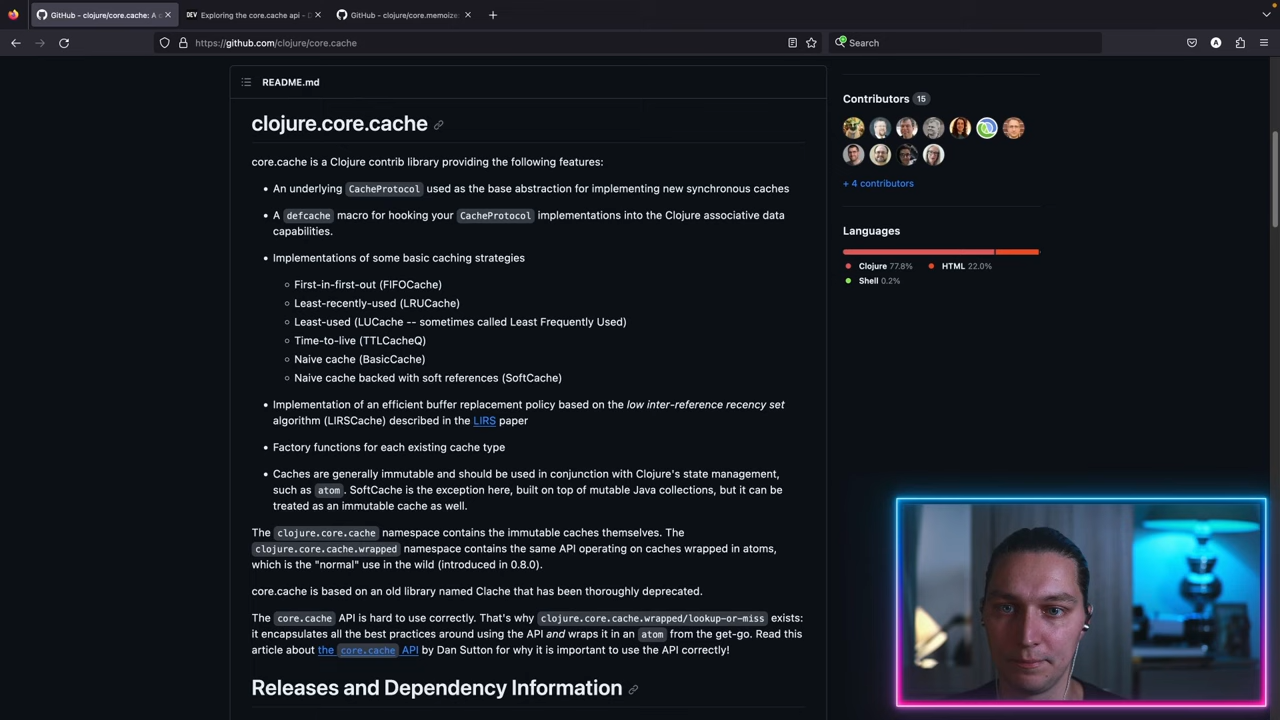 GitHub - clojure/core.cache: A c
Exploring the core.cache api - D
GitHub - clojure/core.memoize:
https://github.com/clojure/core.cache
Search
README.md
clojure.core.cache
core.cache is a Clojure contrib library providing the following features:
An underlying CacheProtocol used as the base abstraction for implementing new synchronous caches
A defcache macro for hooking your CacheProtocol implementations into the Clojure associative data
capabilities.
Implementations of some basic caching strategies
First-in-first-out (FIFOCache)
Least-recently-used (LRUCache)
Least-used (LUCache -- sometimes called Least Frequently Used)
Time-to-live (TTLCacheQ)
Naive cache (BasicCache)
Naive cache backed with soft references (SoftCache)
Implementation of an efficient buffer replacement policy based on the low inter-reference recency set
algorithm (LIRSCache) described in the LIRS paper
Factory functions for each existing cache type
Caches are generally immutable and should be used in conjunction with Clojure's state management,
such as atom. SoftCache is the exception here, built on top of mutable Java collections, but it can be
treated as an immutable cache as well.
The clojure.core.cache namespace contains the immutable caches themselves. The
clojure.core.cache.wrapped namespace contains the same API operating on caches wrapped in atoms,
which is the "normal" use in the wild (introduced in 0.8.0).
core.cache is based on an old library named Clache that has been thoroughly deprecated.
The core.cache API is hard to use correctly. That's why clojure.core.cache.wrapped/lookup-or-miss exists:
it encapsulates all the best practices around using the API and wraps it in an atom from the get-go. Read this
article about the core.cache API by Dan Sutton for why it is important to use the API correctly!
Releases and Dependency Information
Contributors 15
+ 4 contributors
Languages
Clojure 77.8%
HTML 22.0%
Shell 0.2%